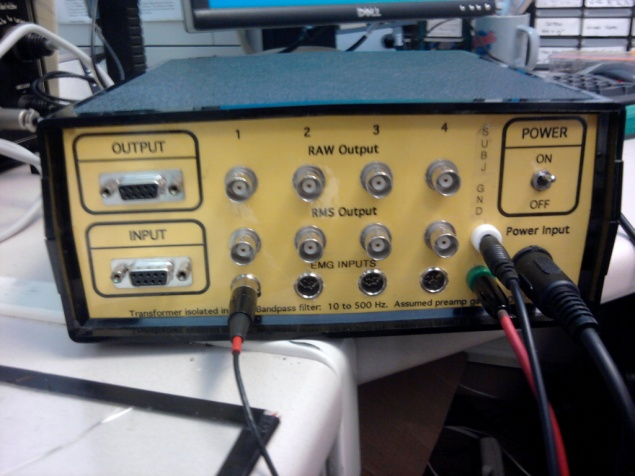 DELL
OUTPUT
1 2 3 4
RAW Output
SUBJ GND
POWER
ON
OFF
INPUT
RMS Output
Power Input
EMG INPUTS
Transformer isolated in Bandpass filter: 10 to 500 Hz. Assumed preamp